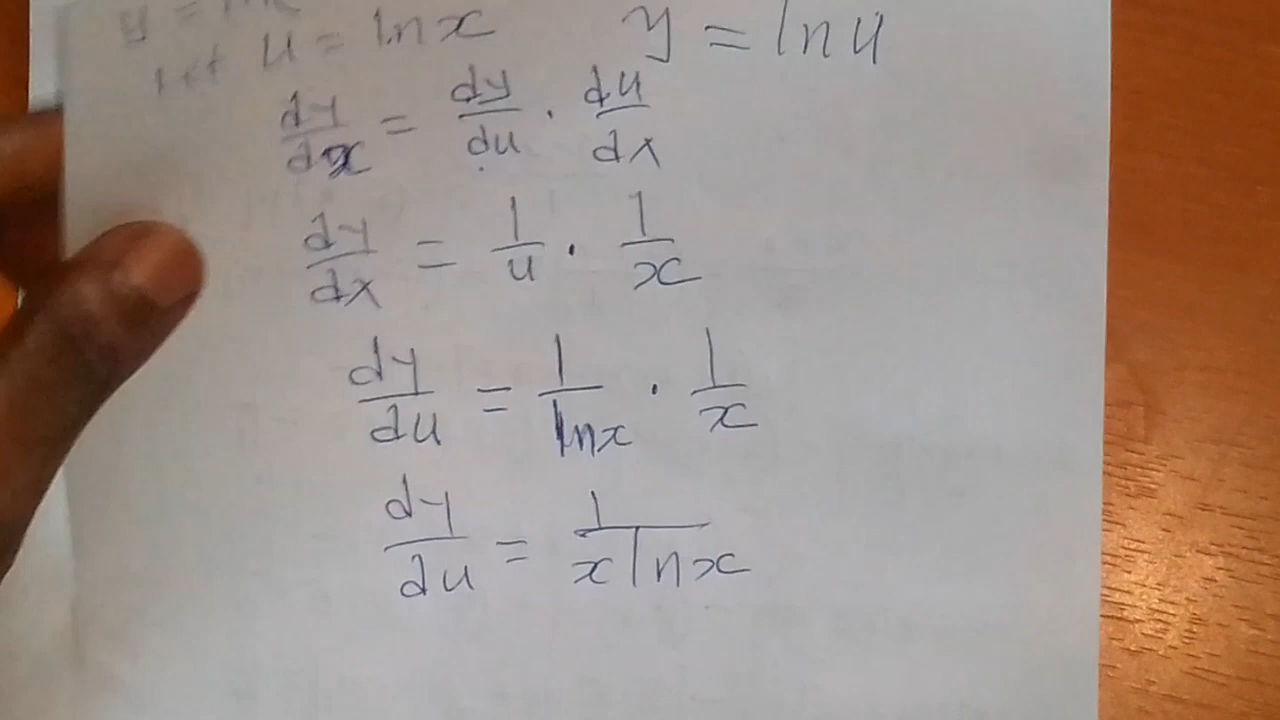 y =
let u = ln x y = ln u
dy/dx = dy/du · du/dx
dy/dx = 1/u · 1/x
dy/du = 1/lnx · 1/x
dy/du = 1/x ln x